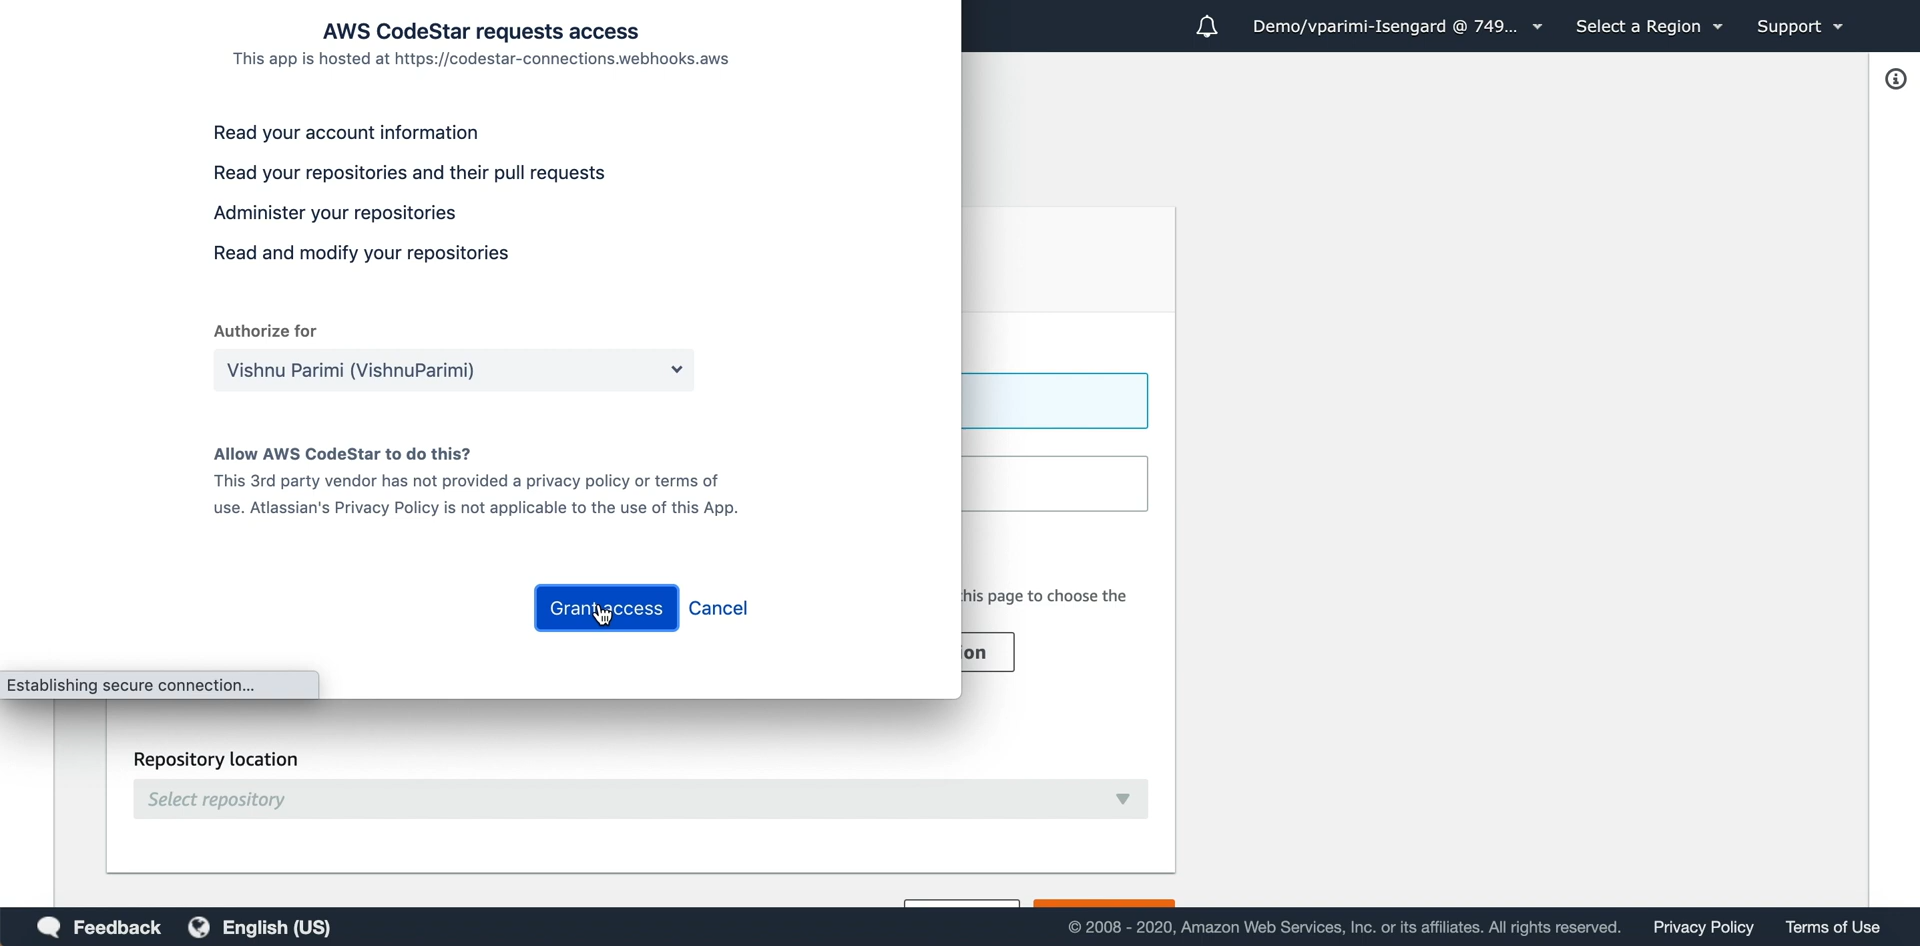 AWS CodeStar requests access
This app is hosted at https://codestar-connections.webhooks.aws
Demo/vparimi-Isengard @ 749...
Select a Region
Support
Read your account information
Read your repositories and their pull requests
Administer your repositories
Read and modify your repositories
Authorize for
Vishnu Parimi (VishnuParimi)
Allow AWS CodeStar to do this?
This 3rd party vendor has not provided a privacy policy or terms of
use. Atlassian's Privacy Policy is not applicable to the use of this App.
this page to choose the
Grant access
Cancel
ion
Establishing secure connection...
Repository location
Select repository
Feedback
English (US)
© 2008 - 2020, Amazon Web Services, Inc. or its affiliates. All rights reserved.
Privacy Policy
Terms of Use